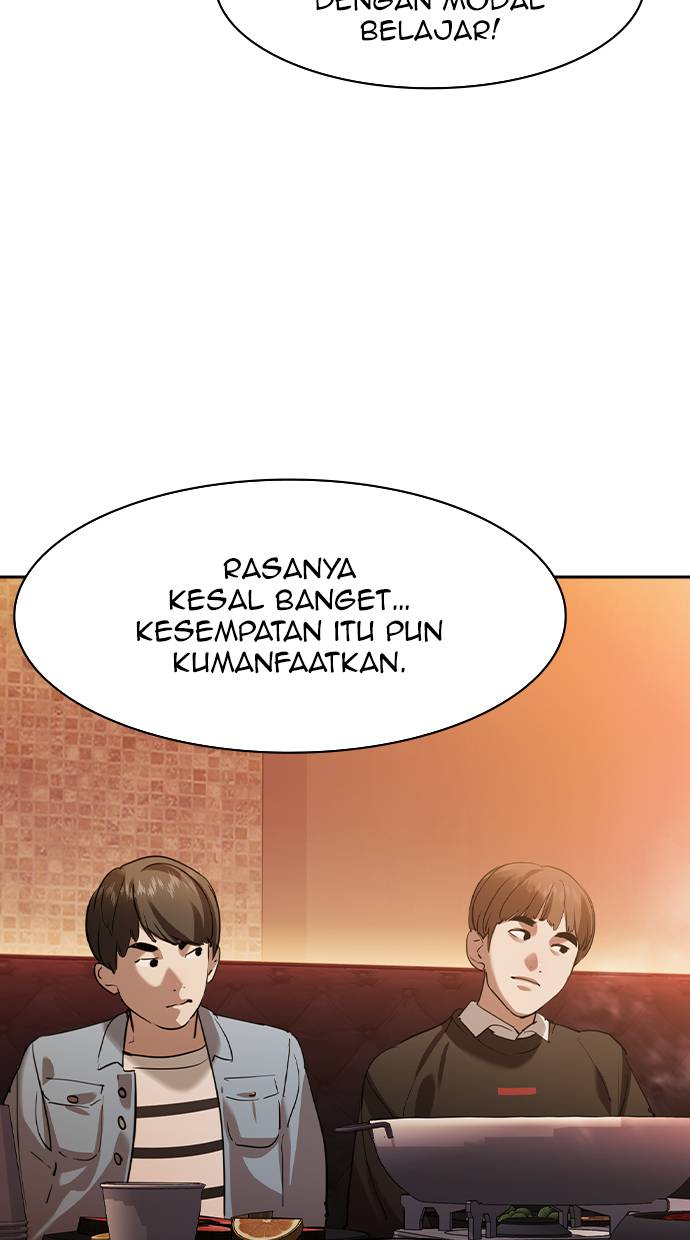 DENGAN MODAL
BELAJAR!
RASANYA
KESAL BANGET...
KESEMPATAN ITU PUN
KUMANFAATKAN.